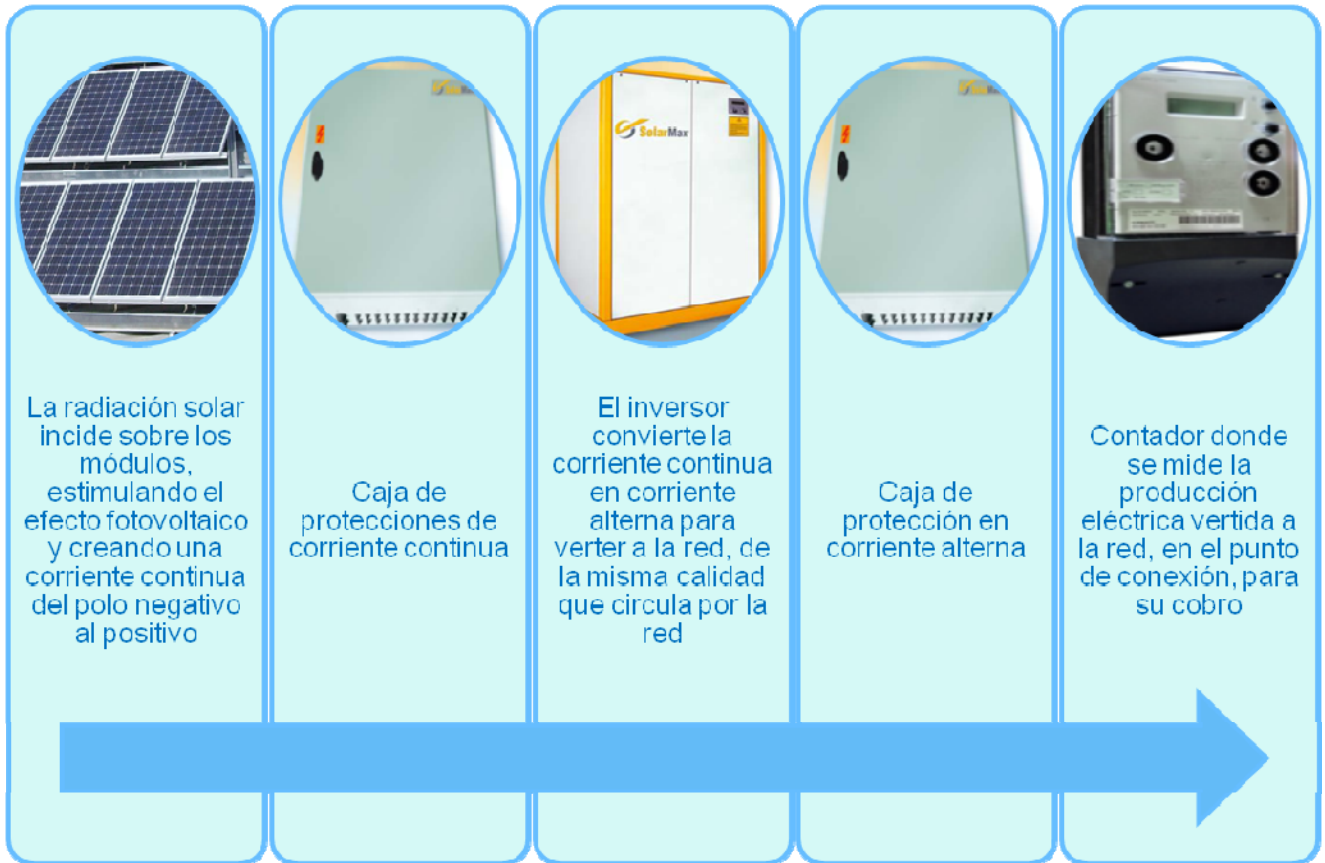 SolarMax
La radiación solar
incide sobre los
módulos,
estimulando el
efecto fotovoltaico
y creando una
corriente continua
del polo negativo
al positivo
Caja de
protecciones de
corriente continua
El inversor
convierte la
corriente continua
en corriente
alterna para
verter a la red, de
la misma calidad
que circula por la
red
Caja de
protección en
corriente alterna
Contador donde
se mide la
producción
eléctrica vertida a
la red, en el punto
de conexión, para
su cobro